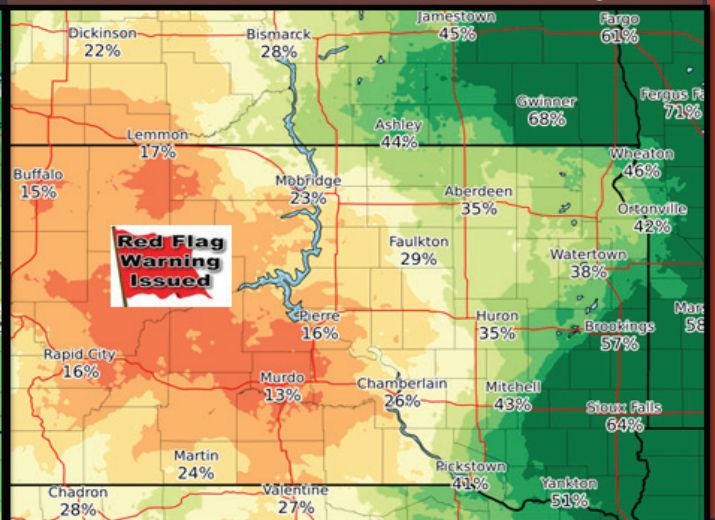 Jamestown
45%
Fargo
61%
Dickinson
22%
Bismarck
28%
Gwinner
68%
Fergus Fa
71%
Ashley
44%
Lemmon
17%
Wheaton
46%
Buffalo
15%
Mobridge
23%
Aberdeen
35%
Ortonville
42%
Red Flag
Warning
Issued
Faulkton
29%
Watertown
38%
Pierre
16%
Huron
35%
Brookings
57%
Mar
58
Rapid City
16%
Murdo
13%
Chamberlain
26%
Mitchell
43%
Sioux Falls
64%
Martin
24%
Pickstown
41%
Yankton
51%
Chadron
28%
Valentine
27%